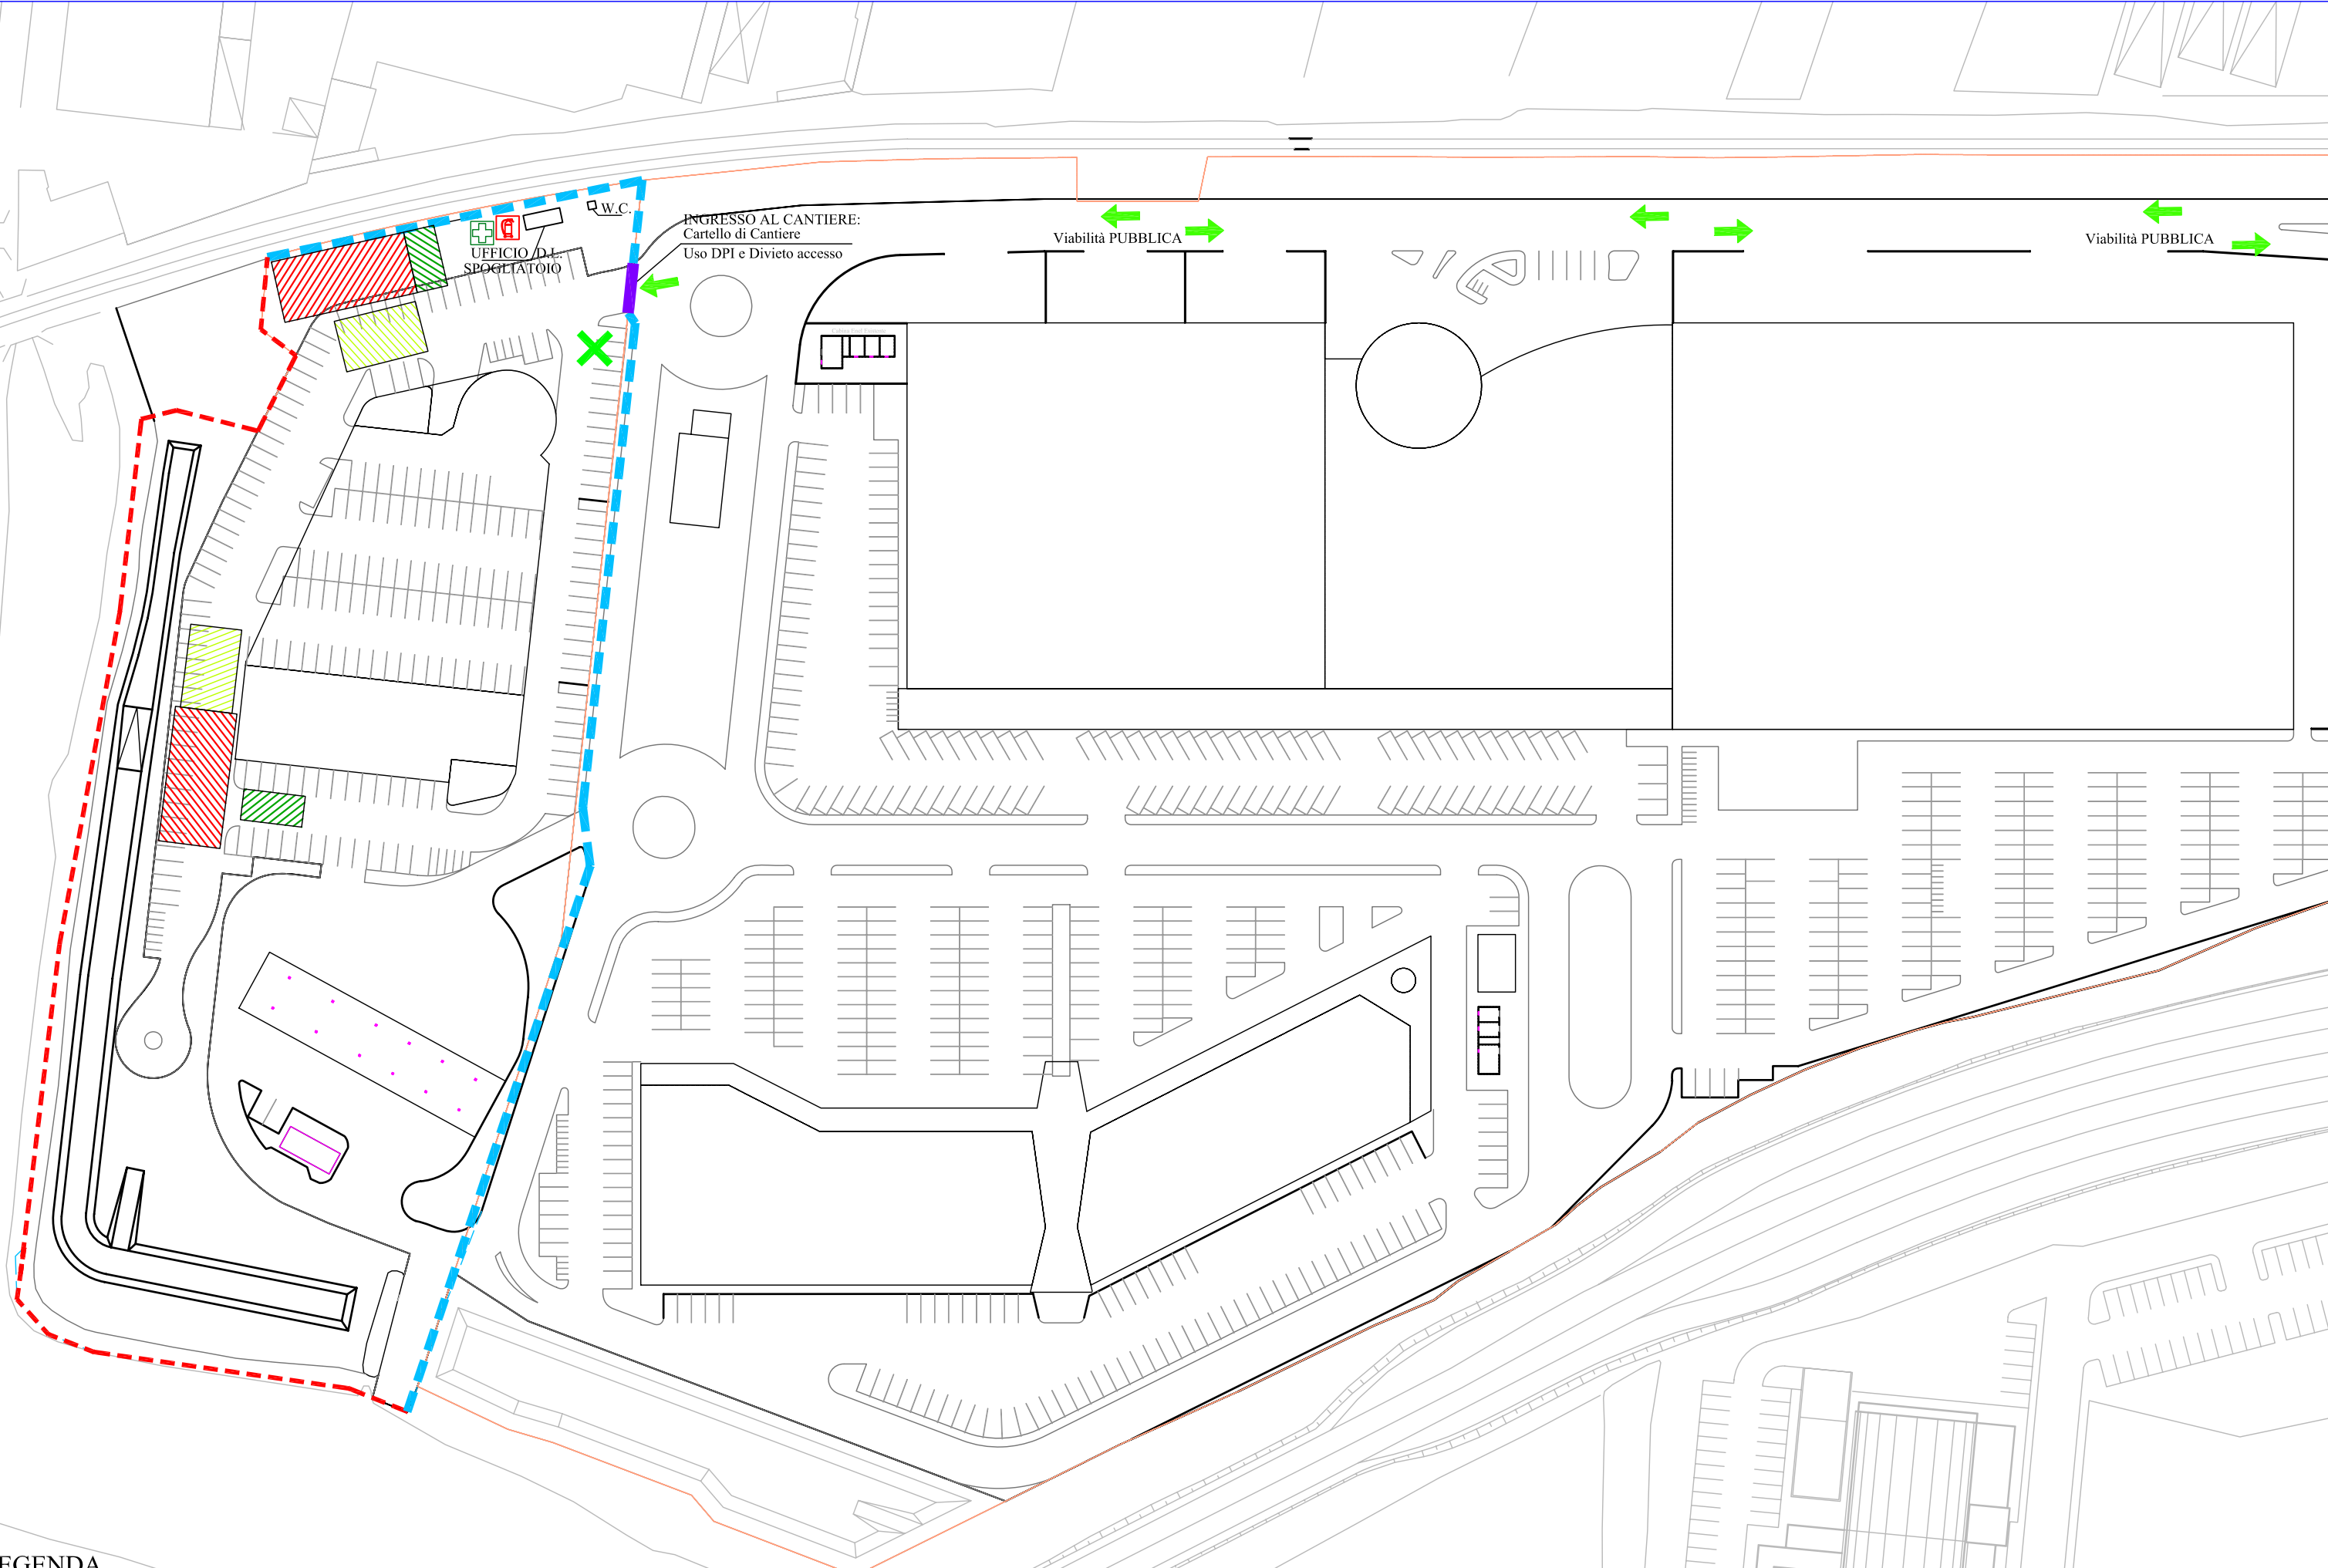 W.C.
INGRESSO AL CANTIERE:
Cartello di Cantiere
Uso DPI e Divieto accesso
UFFICIO D.L.
SPOGLIATOIO
Viabilità PUBBLICA
Viabilità PUBBLICA
EGENDA